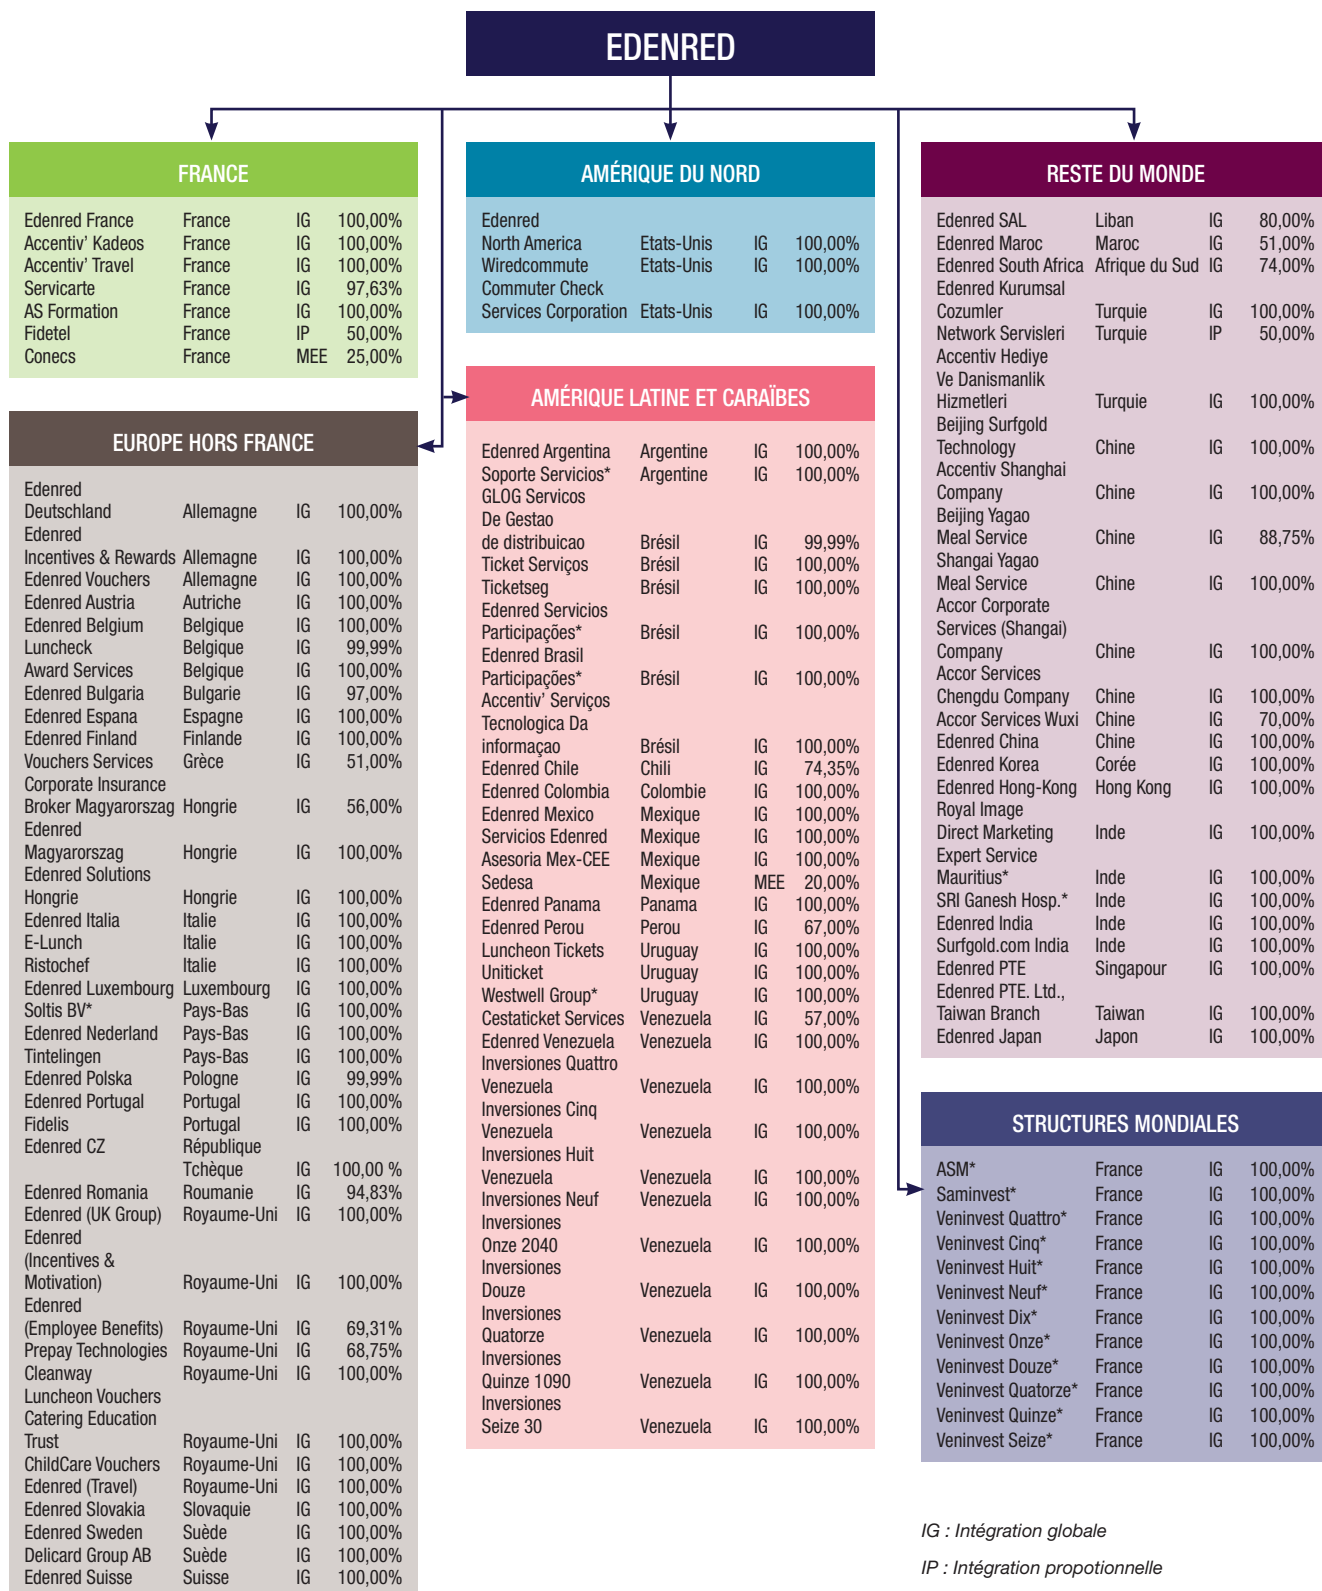 EDENRED
FRANCE
Edenred France France IG 100,00%
Accentiv’ Kadeos France IG 100,00%
Accentiv’ Travel France IG 100,00%
Servicarte France IG 97,63%
AS Formation France IG 100,00%
Fidetel France IP 50,00%
Conecs France MEE 25,00%
EUROPE HORS FRANCE
Edenred
Deutschland Allemagne IG 100,00%
Edenred
Incentives & Rewards Allemagne IG 100,00%
Edenred Vouchers Allemagne IG 100,00%
Edenred Austria Autriche IG 100,00%
Edenred Belgium Belgique IG 100,00%
Luncheck Belgique IG 99,99%
Award Services Belgique IG 100,00%
Edenred Bulgaria Bulgarie IG 97,00%
Edenred Espana Espagne IG 100,00%
Edenred Finland Finlande IG 100,00%
Vouchers Services Grèce IG 51,00%
Corporate Insurance
Broker Magyarorszag Hongrie IG 56,00%
Edenred
Magyarorszag Hongrie IG 100,00%
Edenred Solutions
Hongrie Hongrie IG 100,00%
Edenred Italia Italie IG 100,00%
E-Lunch Italie IG 100,00%
Ristochef Italie IG 100,00%
Edenred Luxembourg Luxembourg IG 100,00%
Soltis BV* Pays-Bas IG 100,00%
Edenred Nederland Pays-Bas IG 100,00%
Tintelingen Pays-Bas IG 100,00%
Edenred Polska Pologne IG 99,99%
Edenred Portugal Portugal IG 100,00%
Fidelis Portugal IG 100,00%
Edenred CZ République
Tchèque IG 100,00 %
Edenred Romania Roumanie IG 94,83%
Edenred (UK Group) Royaume-Uni IG 100,00%
Edenred
(Incentives &
Motivation) Royaume-Uni IG 100,00%
Edenred
(Employee Benefits) Royaume-Uni IG 69,31%
Prepay Technologies Royaume-Uni IG 68,75%
Cleanway Royaume-Uni IG 100,00%
Luncheon Vouchers
Catering Education
Trust Royaume-Uni IG 100,00%
ChildCare Vouchers Royaume-Uni IG 100,00%
Edenred (Travel) Royaume-Uni IG 100,00%
Edenred Slovakia Slovaquie IG 100,00%
Edenred Sweden Suède IG 100,00%
Delicard Group AB Suède IG 100,00%
Edenred Suisse Suisse IG 100,00%
AMÉRIQUE DU NORD
Edenred
North America Etats-Unis IG 100,00%
Wiredcommute Etats-Unis IG 100,00%
Commuter Check
Services Corporation Etats-Unis IG 100,00%
AMÉRIQUE LATINE ET CARAÏBES
Edenred Argentina Argentine IG 100,00%
Soporte Servicios* Argentine IG 100,00%
GLOG Servicos
De Gestao
de distribuicao Brésil IG 99,99%
Ticket Serviços Brésil IG 100,00%
Ticketseg Brésil IG 100,00%
Edenred Servicios
Participações* Brésil IG 100,00%
Edenred Brasil
Participações* Brésil IG 100,00%
Accentiv’ Serviços
Tecnologica Da
informaçao Brésil IG 100,00%
Edenred Chile Chili IG 74,35%
Edenred Colombia Colombie IG 100,00%
Edenred Mexico Mexique IG 100,00%
Servicios Edenred Mexique IG 100,00%
Asesoria Mex-CEE Mexique IG 100,00%
Sedesa Mexique MEE 20,00%
Edenred Panama Panama IG 100,00%
Edenred Perou Perou IG 67,00%
Luncheon Tickets Uruguay IG 100,00%
Uniticket Uruguay IG 100,00%
Westwell Group* Uruguay IG 100,00%
Cestaticket Services Venezuela IG 57,00%
Edenred Venezuela Venezuela IG 100,00%
Inversiones Quattro
Venezuela Venezuela IG 100,00%
Inversiones Cinq
Venezuela Venezuela IG 100,00%
Inversiones Huit
Venezuela Venezuela IG 100,00%
Inversiones Neuf Venezuela IG 100,00%
Inversiones
Onze 2040 Venezuela IG 100,00%
Inversiones
Douze Venezuela IG 100,00%
Inversiones
Quatorze Venezuela IG 100,00%
Inversiones
Quinze 1090 Venezuela IG 100,00%
Inversiones
Seize 30 Venezuela IG 100,00%
RESTE DU MONDE
Edenred SAL Liban IG 80,00%
Edenred Maroc Maroc IG 51,00%
Edenred South Africa Afrique du Sud IG 74,00%
Edenred Kurumsal
Cozumler Turquie IG 100,00%
Network Servisleri Turquie IP 50,00%
Accentiv Hediye
Ve Danismanlik
Hizmetleri Turquie IG 100,00%
Beijing Surfgold
Technology Chine IG 100,00%
Accentiv Shanghai
Company Chine IG 100,00%
Beijing Yagao
Meal Service Chine IG 88,75%
Shangai Yagao
Meal Service Chine IG 100,00%
Accor Corporate
Services (Shangai)
Company Chine IG 100,00%
Accor Services
Chengdu Company Chine IG 100,00%
Accor Services Wuxi Chine IG 70,00%
Edenred China Chine IG 100,00%
Edenred Korea Corée IG 100,00%
Edenred Hong-Kong Hong Kong IG 100,00%
Royal Image
Direct Marketing Inde IG 100,00%
Expert Service
Mauritius* Inde IG 100,00%
SRI Ganesh Hosp.* Inde IG 100,00%
Edenred India Inde IG 100,00%
Surfgold.com India Inde IG 100,00%
Edenred PTE Singapour IG 100,00%
Edenred PTE. Ltd.,
Taiwan Branch Taiwan IG 100,00%
Edenred Japan Japon IG 100,00%
STRUCTURES MONDIALES
ASM* France IG 100,00%
Saminvest* France IG 100,00%
Veninvest Quattro* France IG 100,00%
Veninvest Cinq* France IG 100,00%
Veninvest Huit* France IG 100,00%
Veninvest Neuf* France IG 100,00%
Veninvest Dix* France IG 100,00%
Veninvest Onze* France IG 100,00%
Veninvest Douze* France IG 100,00%
Veninvest Quatorze* France IG 100,00%
Veninvest Quinze* France IG 100,00%
Veninvest Seize* France IG 100,00%
IG : Intégration globale
IP : Intégration propotionnelle